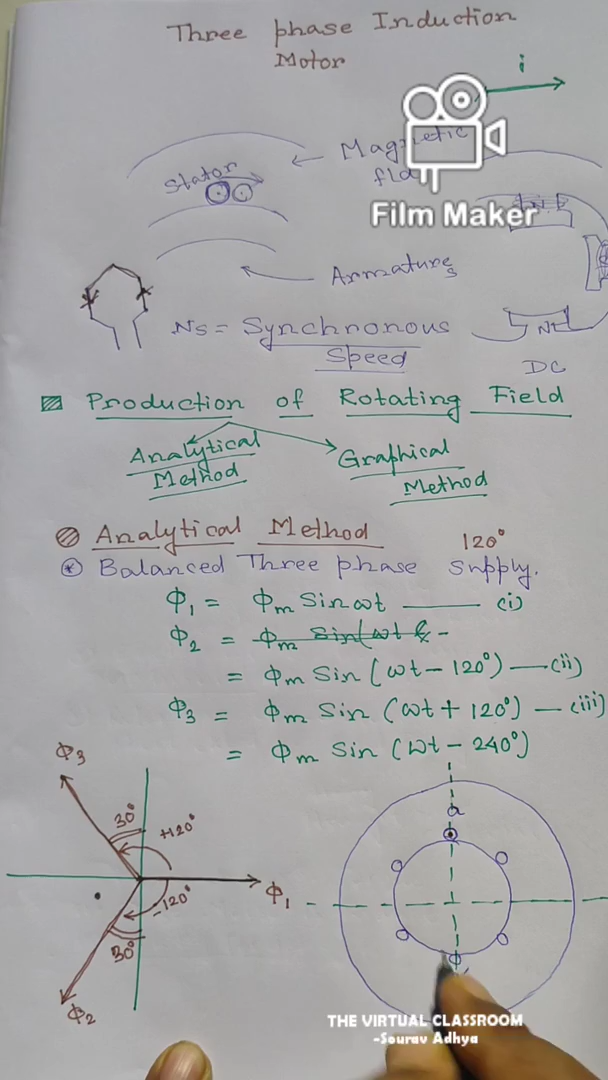 Three phase Induction
Motor
i
Magnetic
Stator
Film Maker
Armatures
Ns = Synchronous
Speed
DC
Production of Rotating Field
Analytical
Method
Graphical
Method
Analytical Method
120°
Balanced Three phase Supply.
Φ₁ = Φm Sin ωt ——— (i)
Φ₂ = Φm Sin(ωt
= Φm Sin (ωt − 120°) —(ii)
Φ₃ = Φm Sin (ωt + 120°) — (iii)
= Φm Sin (ωt − 240°)
Φ₃
30°
+120°
Φ₁
−120°
30°
Φ₂
a
THE VIRTUAL CLASSROOM
-Sourav Adhya